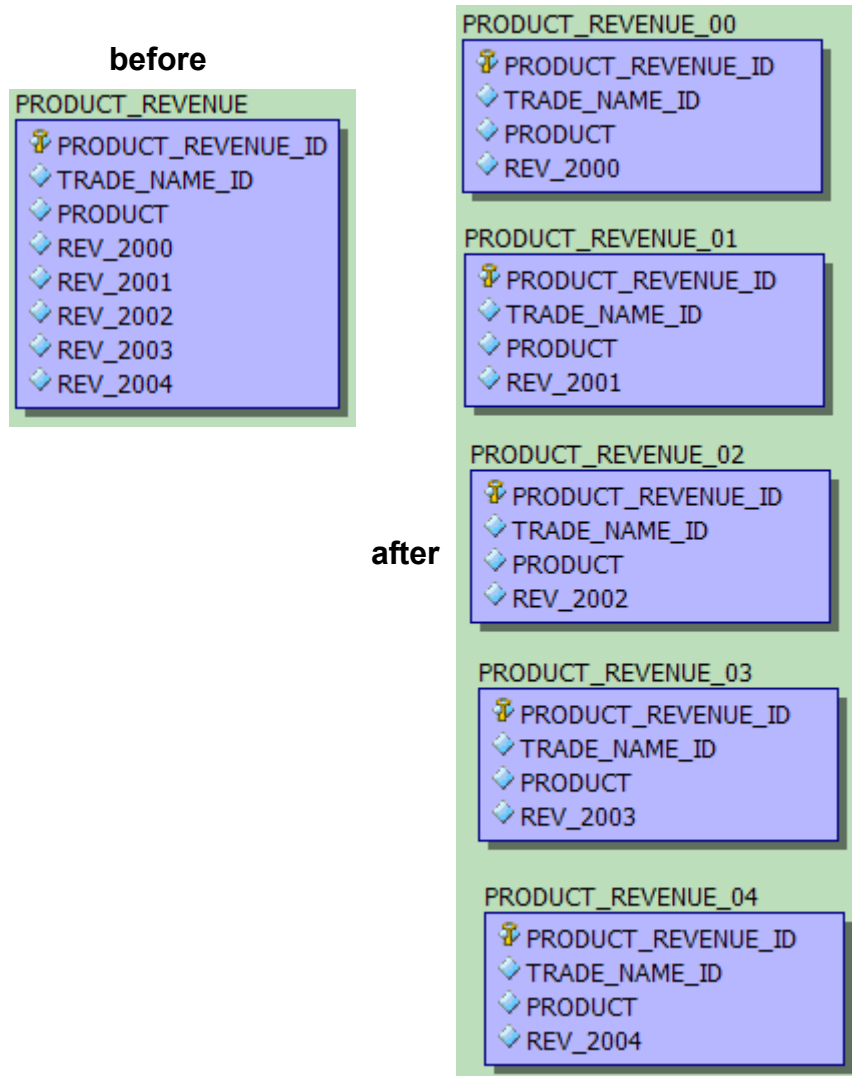 before
PRODUCT_REVENUE
PRODUCT_REVENUE_ID
TRADE_NAME_ID
PRODUCT
REV_2000
REV_2001
REV_2002
REV_2003
REV_2004
after
PRODUCT_REVENUE_00
PRODUCT_REVENUE_ID
TRADE_NAME_ID
PRODUCT
REV_2000
PRODUCT_REVENUE_01
PRODUCT_REVENUE_ID
TRADE_NAME_ID
PRODUCT
REV_2001
PRODUCT_REVENUE_02
PRODUCT_REVENUE_ID
TRADE_NAME_ID
PRODUCT
REV_2002
PRODUCT_REVENUE_03
PRODUCT_REVENUE_ID
TRADE_NAME_ID
PRODUCT
REV_2003
PRODUCT_REVENUE_04
PRODUCT_REVENUE_ID
TRADE_NAME_ID
PRODUCT
REV_2004